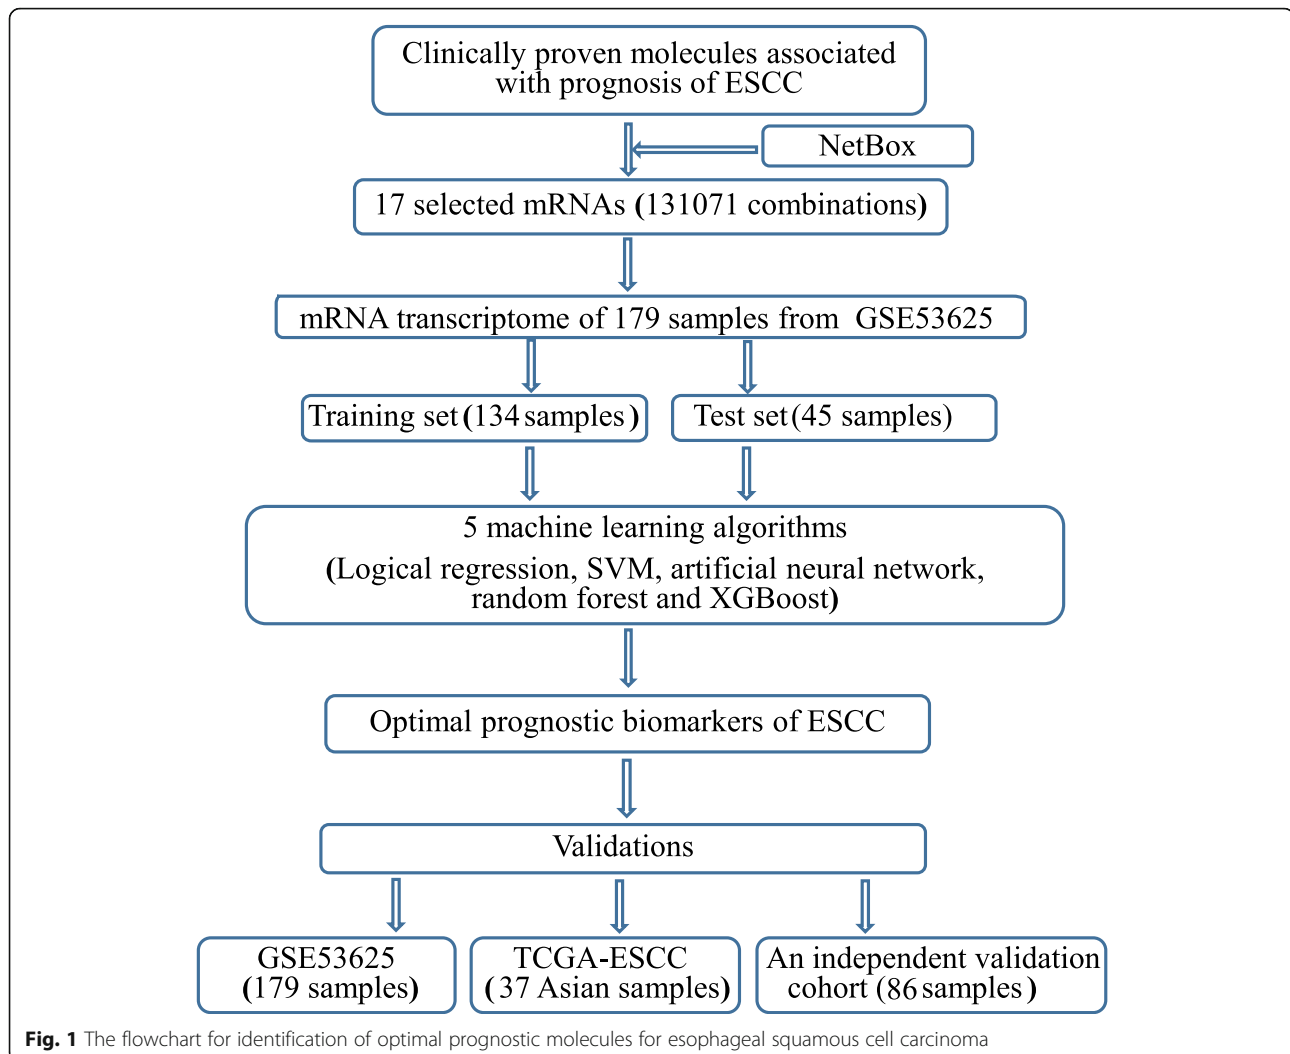 Clinically proven molecules associated
with prognosis of ESCC
NetBox
17 selected mRNAs (131071 combinations)
mRNA transcriptome of 179 samples from GSE53625
Training set (134 samples)
Test set (45 samples)
5 machine learning algorithms
(Logical regression, SVM, artificial neural network,
random forest and XGBoost)
Optimal prognostic biomarkers of ESCC
Validations
GSE53625
(179 samples)
TCGA-ESCC
(37 Asian samples)
An independent validation
cohort (86 samples)
Fig. 1 The flowchart for identification of optimal prognostic molecules for esophageal squamous cell carcinoma